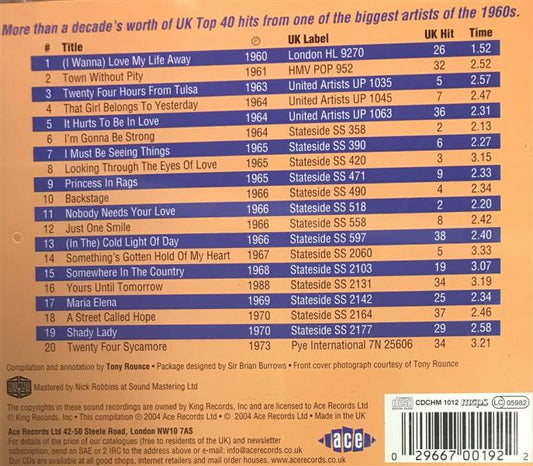 More than a decade's worth of UK Top 40 hits from one of the biggest artists of the 1960s.
# Title ℗ UK Label UK Hit Time
1 (I Wanna) Love My Life Away 1960 London HL 9270 26 1.52
2 Town Without Pity 1961 HMV POP 952 32 2.52
3 Twenty Four Hours From Tulsa 1963 United Artists UP 1035 5 2.57
4 That Girl Belongs To Yesterday 1964 United Artists UP 1045 7 2.47
5 It Hurts To Be In Love 1964 United Artists UP 1063 36 2.31
6 I'm Gonna Be Strong 1964 Stateside SS 358 2 2.13
7 I Must Be Seeing Things 1965 Stateside SS 390 6 2.27
8 Looking Through The Eyes Of Love 1965 Stateside SS 420 3 3.15
9 Princess In Rags 1965 Stateside SS 471 9 2.33
10 Backstage 1966 Stateside SS 490 4 2.34
11 Nobody Needs Your Love 1966 Stateside SS 518 2 2.20
12 Just One Smile 1966 Stateside SS 558 8 2.42
13 (In The) Cold Light Of Day 1966 Stateside SS 597 38 2.40
14 Something's Gotten Hold Of My Heart 1967 Stateside SS 2060 5 3.33
15 Somewhere In The Country 1968 Stateside SS 2103 19 3.07
16 Yours Until Tomorrow 1988 Stateside SS 2131 34 3.19
17 Maria Elena 1969 Stateside SS 2142 25 2.34
18 A Street Called Hope 1970 Stateside SS 2164 37 2.46
19 Shady Lady 1970 Stateside SS 2177 29 2.58
20 Twenty Four Sycamore 1973 Pye International 7N 25606 34 3.21
Compilation and annotation by Tony Rounce • Package designed by Sir Brian Burrows • Front cover photograph courtesy of Tony Rounce
Mastered by Nick Robbins at Sound Mastering Ltd
The copyrights in these sound recordings are owned by King Records, Inc and are licensed to Ace Records Ltd
℗ King Records, Inc • This compilation ℗ 2004 Ace Records Ltd • © 2004 Ace Records Ltd • Made in the UK
Ace Records Ltd 42-50 Steele Road, London NW10 7AS
For details of the price of our catalogues (free to residents of the UK) and newsletter
subscription, send an SAE or 2 IRC to the address above or e-mail info@acerecords.co.uk
Our CDs are available at all good shops, internet retailers and mail order houses. www.acerecords.co.uk
ace
CDCHM 1012 mcps LC 05982
0 29667 00192 2